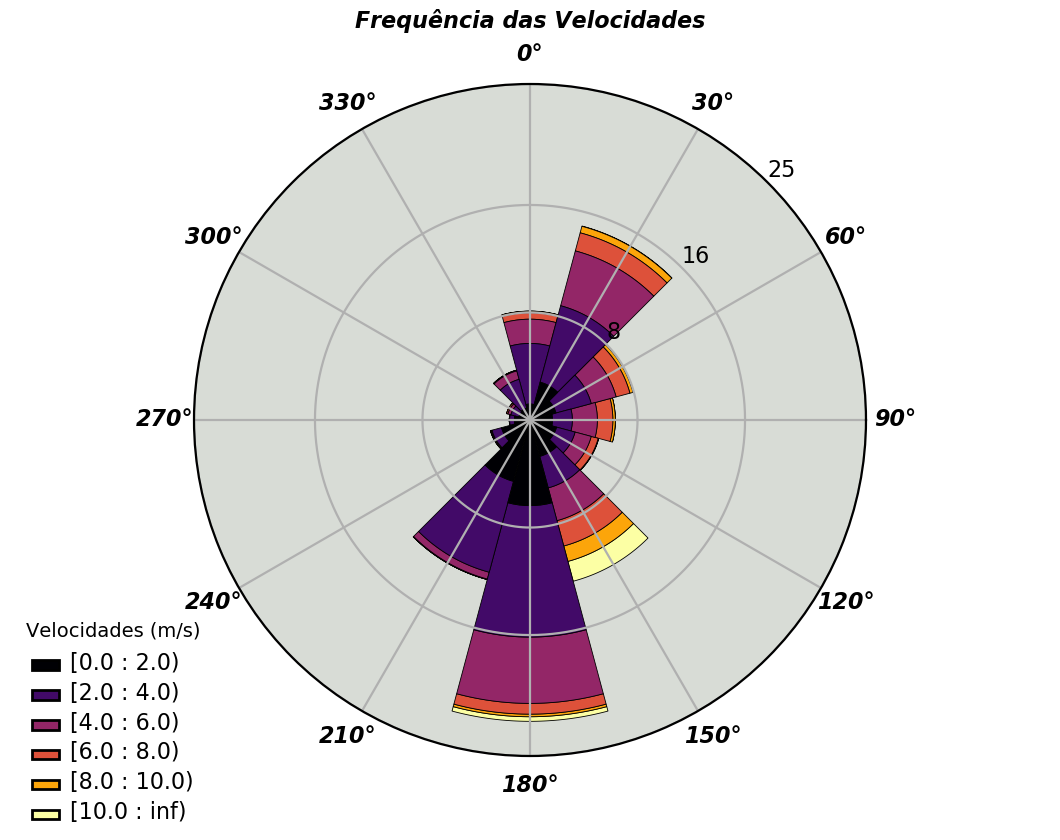 Frequência das Velocidades
0°
330°
30°
25
300°
60°
16
8
270°
90°
240°
120°
210°
150°
180°
Velocidades (m/s)
[0.0 : 2.0)
[2.0 : 4.0)
[4.0 : 6.0)
[6.0 : 8.0)
[8.0 : 10.0)
[10.0 : inf)